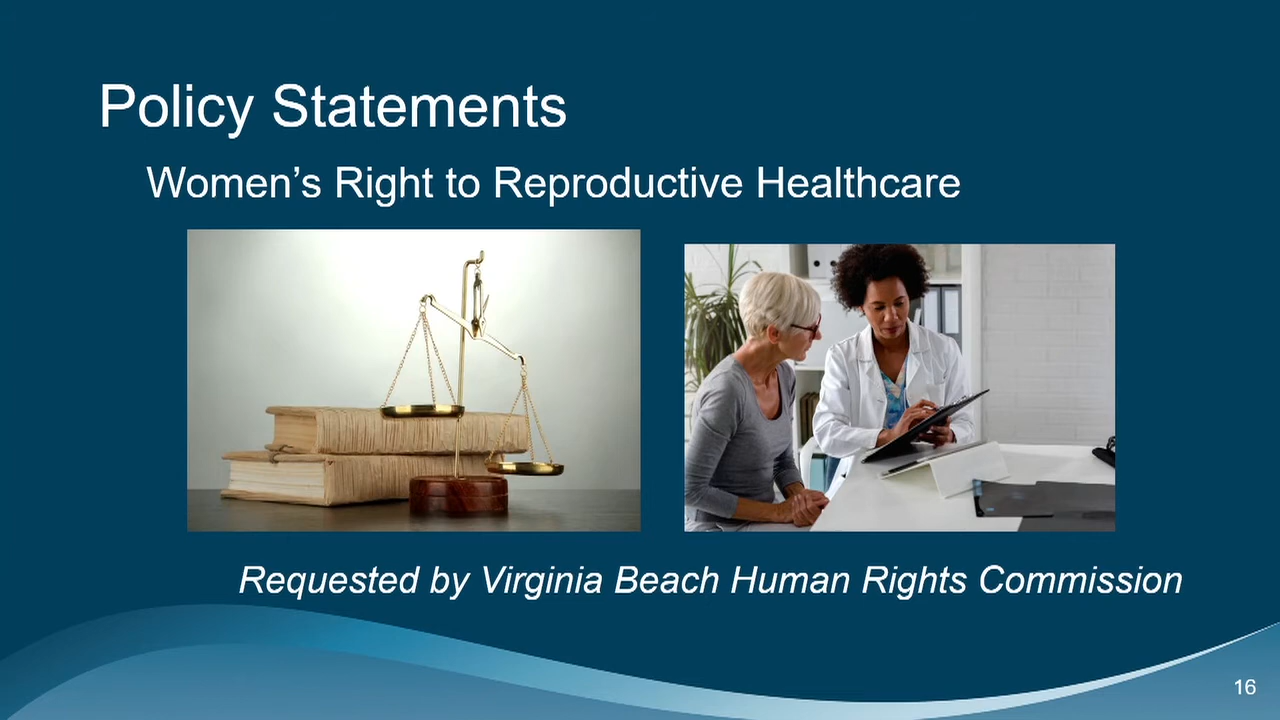 Policy Statements
Women's Right to Reproductive Healthcare
Requested by Virginia Beach Human Rights Commission
16